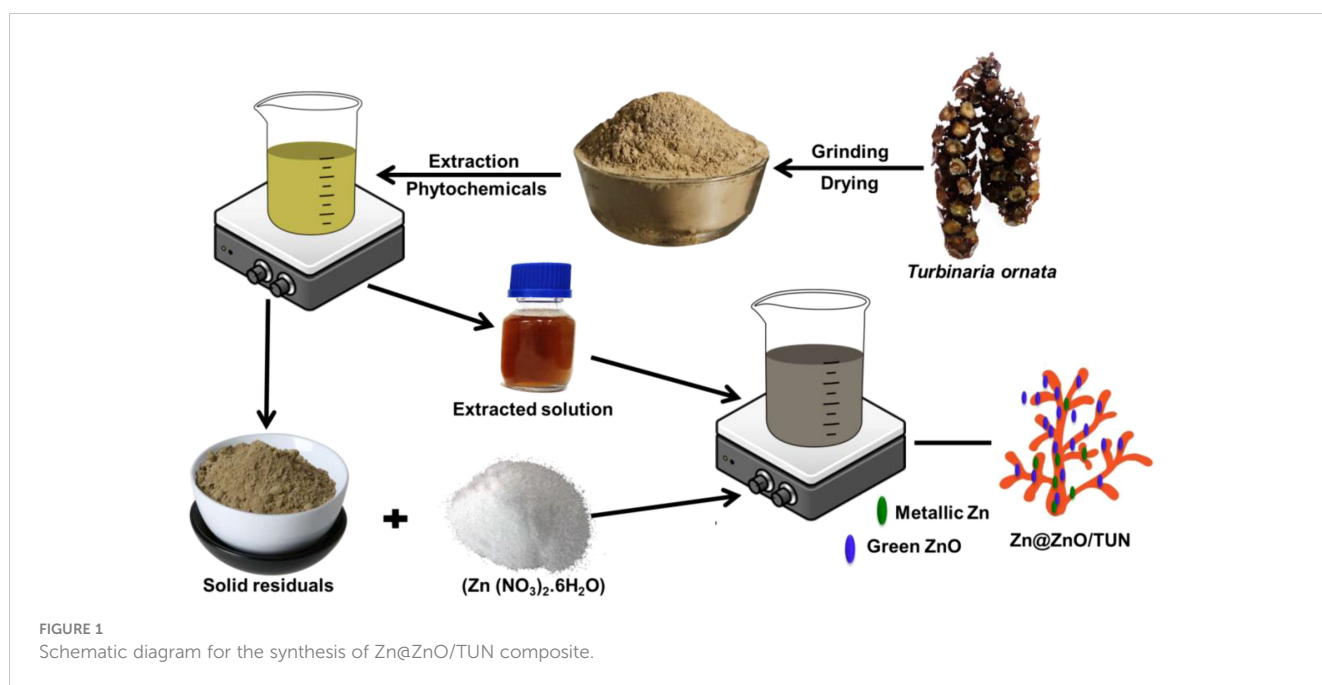 Extraction
Phytochemicals
Grinding
Drying
Turbinaria ornata
Extracted solution
Solid residuals
+
(Zn (NO₃)₂.6H₂O)
Metallic Zn
Green ZnO
Zn@ZnO/TUN
FIGURE 1
Schematic diagram for the synthesis of Zn@ZnO/TUN composite.